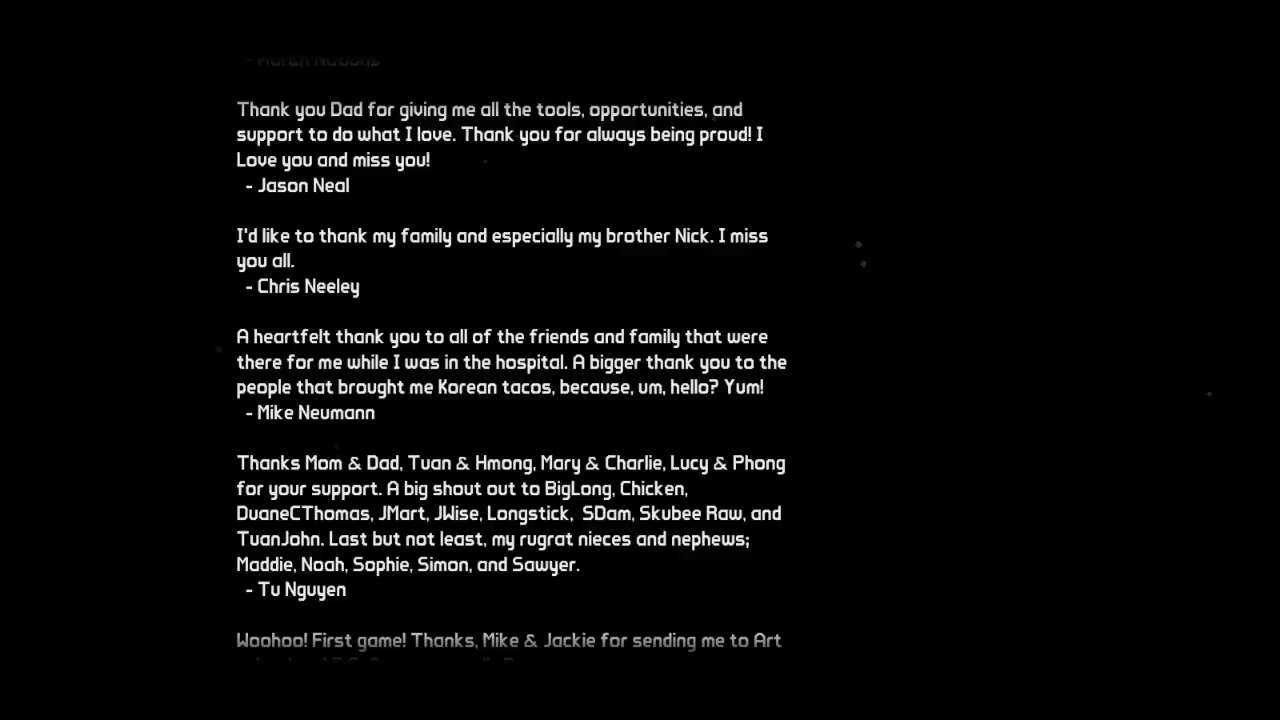 Thank you Dad for giving me all the tools, opportunities, and
support to do what I love. Thank you for always being proud! I
Love you and miss you!
- Jason Neal
I'd like to thank my family and especially my brother Nick. I miss
you all.
- Chris Neeley
A heartfelt thank you to all of the friends and family that were
there for me while I was in the hospital. A bigger thank you to the
people that brought me Korean tacos, because, um, hello? Yum!
- Mike Neumann
Thanks Mom & Dad, Tuan & Hmong, Mary & Charlie, Lucy & Phong
for your support. A big shout out to BigLong, Chicken,
DuaneCThomas, JMart, JWise, Longstick,  SDam, Skubee Raw, and
TuanJohn. Last but not least, my rugrat nieces and nephews;
Maddie, Noah, Sophie, Simon, and Sawyer.
- Tu Nguyen
Woohoo! First game! Thanks, Mike & Jackie for sending me to Art